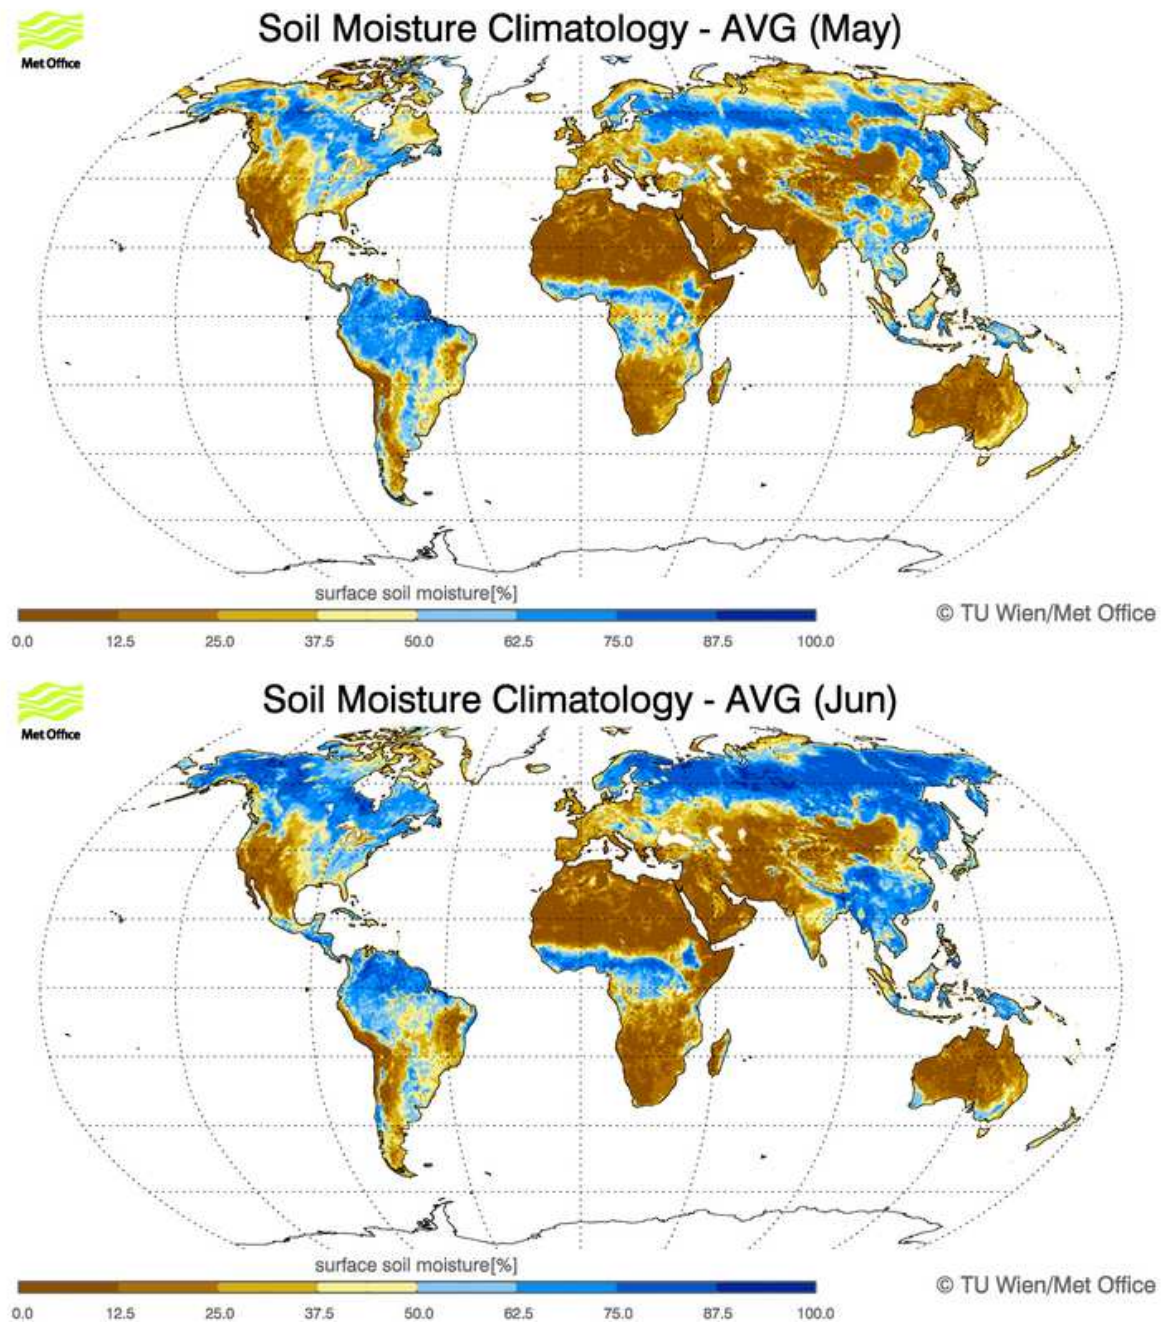 Soil Moisture Climatology - AVG (May)
Met Office
surface soil moisture[%]
© TU Wien/Met Office
0.0 12.5 25.0 37.5 50.0 62.5 75.0 87.5 100.0
Soil Moisture Climatology - AVG (Jun)
Met Office
surface soil moisture[%]
© TU Wien/Met Office
0.0 12.5 25.0 37.5 50.0 62.5 75.0 87.5 100.0